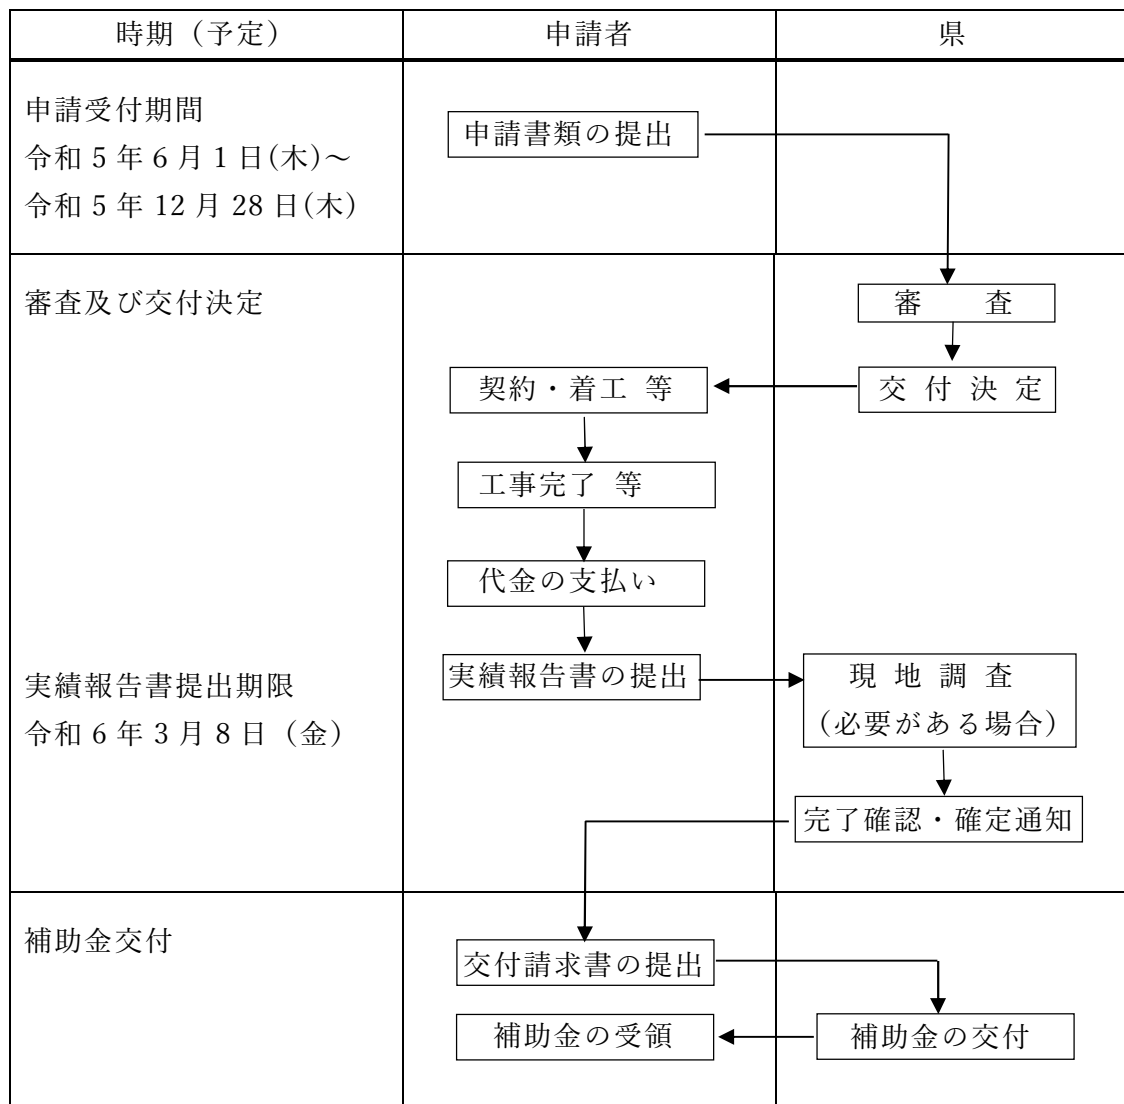 時期（予定）
申請者
県
申請受付期間
令和 5 年 6 月 1 日(木)～
令和 5 年 12 月 28 日(木)
申請書類の提出
審査及び交付決定
審　　査
交 付 決 定
契約・着工 等
工事完了 等
代金の支払い
実績報告書の提出
実績報告書提出期限
令和 6 年 3 月 8 日（金）
現 地 調 査
（必要がある場合）
完了確認・確定通知
補助金交付
交付請求書の提出
補助金の交付
補助金の受領